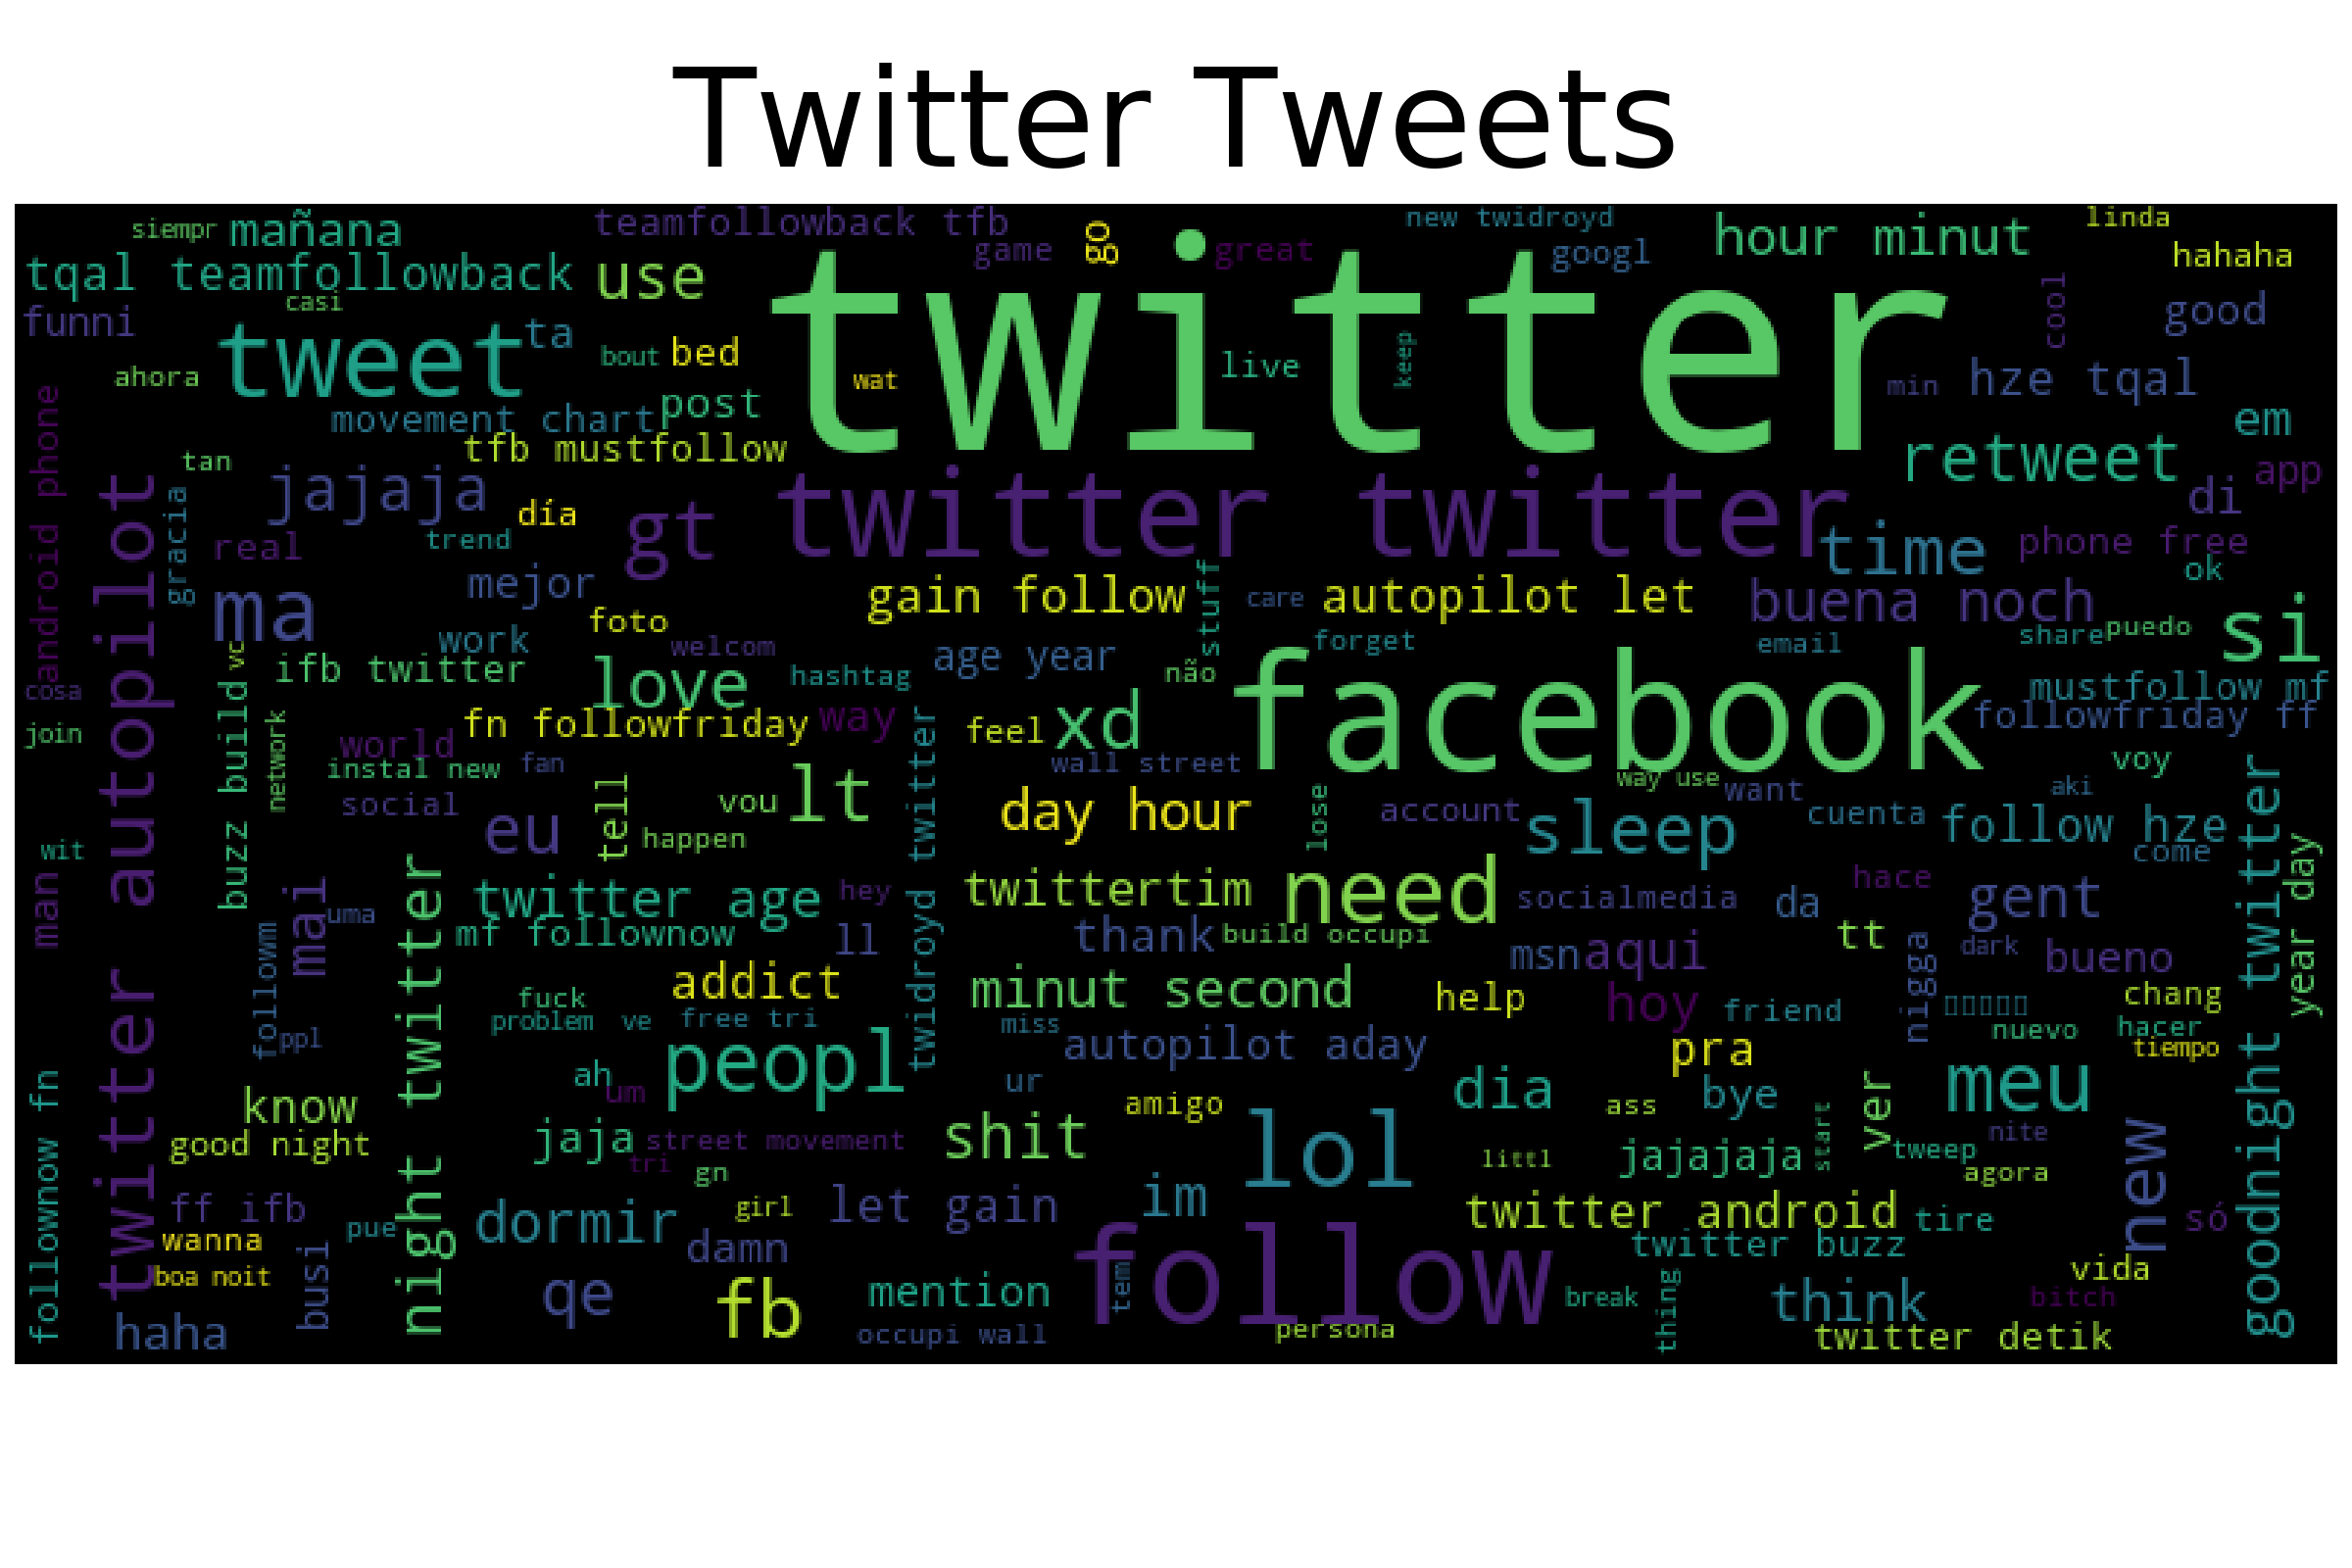 Twitter Tweets
siempr
mañana
teamfollowback tfb
game
go
great
new twidroyd
googl
hour minut
linda
hahaha
tqal teamfollowback
casi
use
twitter
cool
good
funni
tweet
ta
bout
bed
wat
live
keep
min
hze tqal
ahora
movement chart
post
em
android phone
tan
tfb mustfollow
retweet
app
jajaja
gracia
día
gt
twitter twitter
di
real
trend
time
phone free
ok
twitter autopilot
ma
mejor
foto
gain follow
stuff
care
autopilot let
buena noch
si
work
welcom
forget
email
share
puedo
vc
ifb twitter
love
age year
não
cosa
hashtag
facebook
mustfollow mf
join
network
fn followfriday
way
feel
xd
followfriday ff
world
instal new
fan
wall street
way use
voy
buzz build
social
eu
tell
vou
lt
twidroyd twitter
day hour
lose
account
want
aki
cuenta
sleep
follow hze
wit
happen
come
goodnight twitter
year day
man
mal
uma
night twitter
twitter age
hey
twittertim
need
socialmedia
hace
da
gent
followm
mf follownow
ll
thank
build occupi
msn
aqui
tt
nigga
dark
bueno
addict
minut second
help
hoy
friend
chang
fuck
problem
ve
free tri
miss
nuevo
hacer
ppl
autopilot aday
pra
tiempo
follownow fn
peopl
ah
um
ur
dia
bye
ver
meu
know
amigo
ass
good night
jaja
street movement
shit
lol
littl
jajajaja
start
tweep
nite
new
tri
gn
agora
ff ifb
pue
dormir
girl
let gain
im
twitter android
tire
só
wanna
busi
damn
follow
twitter buzz
boa noit
qe
fb
mention
tem
break
thing
think
vida
bitch
haha
occupi wall
persona
twitter detik